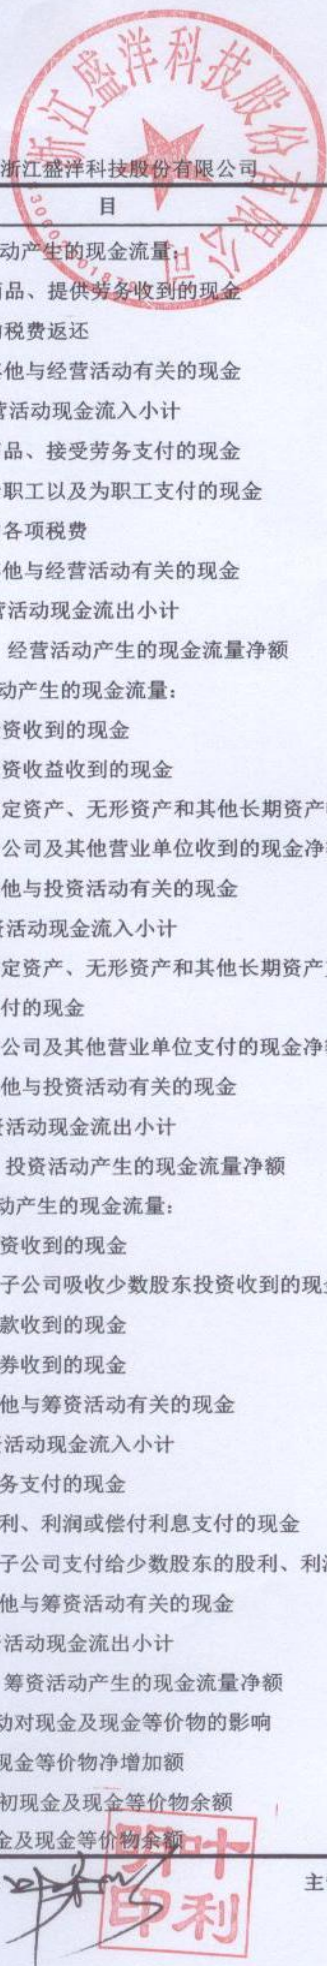 浙江盛洋科技股份有限公司
浙江盛洋科技股份有限公司
目
动产生的现金流量：
品、提供劳务收到的现金
税费返还
他与经营活动有关的现金
活动现金流入小计
品、接受劳务支付的现金
职工以及为职工支付的现金
各项税费
他与经营活动有关的现金
活动现金流出小计
经营活动产生的现金流量净额
动产生的现金流量：
资收到的现金
资收益收到的现金
定资产、无形资产和其他长期资产
公司及其他营业单位收到的现金净
他与投资活动有关的现金
活动现金流入小计
定资产、无形资产和其他长期资产
付的现金
公司及其他营业单位支付的现金净
他与投资活动有关的现金
活动现金流出小计
投资活动产生的现金流量净额
动产生的现金流量：
资收到的现金
子公司吸收少数股东投资收到的现
款收到的现金
券收到的现金
他与筹资活动有关的现金
活动现金流入小计
务支付的现金
利、利润或偿付利息支付的现金
子公司支付给少数股东的股利、利
他与筹资活动有关的现金
活动现金流出小计
筹资活动产生的现金流量净额
动对现金及现金等价物的影响
现金等价物净增加额
初现金及现金等价物余额
金及现金等价物余额
叶利明印
主